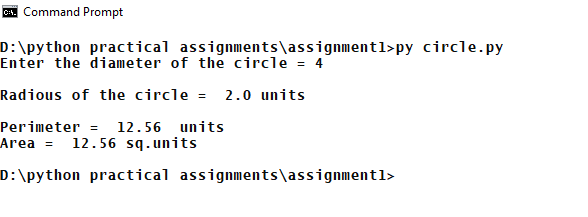 Command Prompt
D:\python practical assignments\assignment1>py circle.py
Enter the diameter of the circle = 4
Radious of the circle =  2.0 units
Perimeter =  12.56  units
Area =  12.56 sq.units
D:\python practical assignments\assignment1>